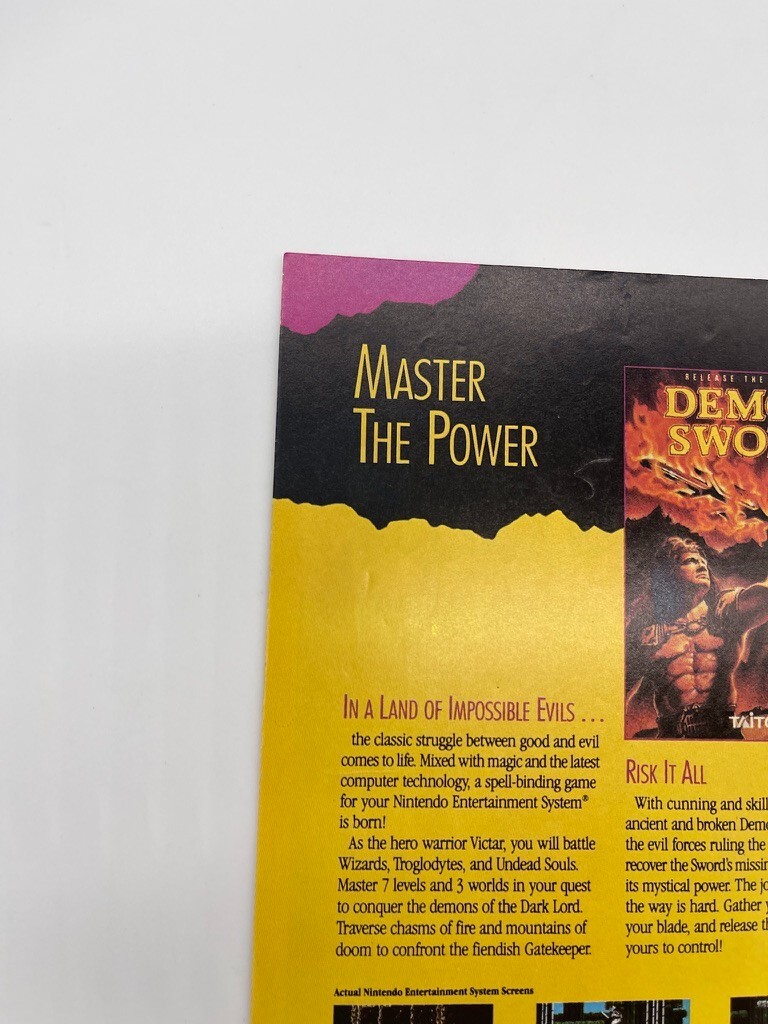 MASTER
THE POWER
RELEASE THE
IN A LAND OF IMPOSSIBLE EVILS ...
the classic struggle between good and evil
comes to life. Mixed with magic and the latest
computer technology, a spell-binding game
for your Nintendo Entertainment System®
is born!
As the hero warrior Victar, you will battle
Wizards, Troglodytes, and Undead Souls.
Master 7 levels and 3 worlds in your quest
to conquer the demons of the Dark Lord.
Traverse chasms of fire and mountains of
doom to confront the fiendish Gatekeeper.
TAITO
RISK IT ALL
With cunning and skill
ancient and broken
the evil forces ruling the
recover the Sword's
its mystical power. The
the way is hard. Gather
your blade, and release
yours to control!
Actual Nintendo Entertainment System Screens